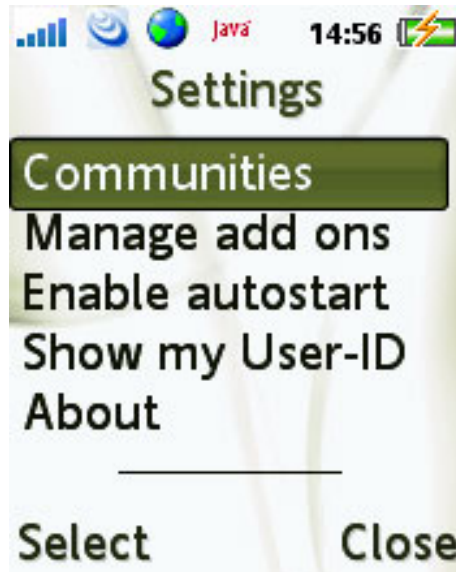 Java 14:56
Settings
Communities
Manage add ons
Enable autostart
Show my User-ID
About
Select Close